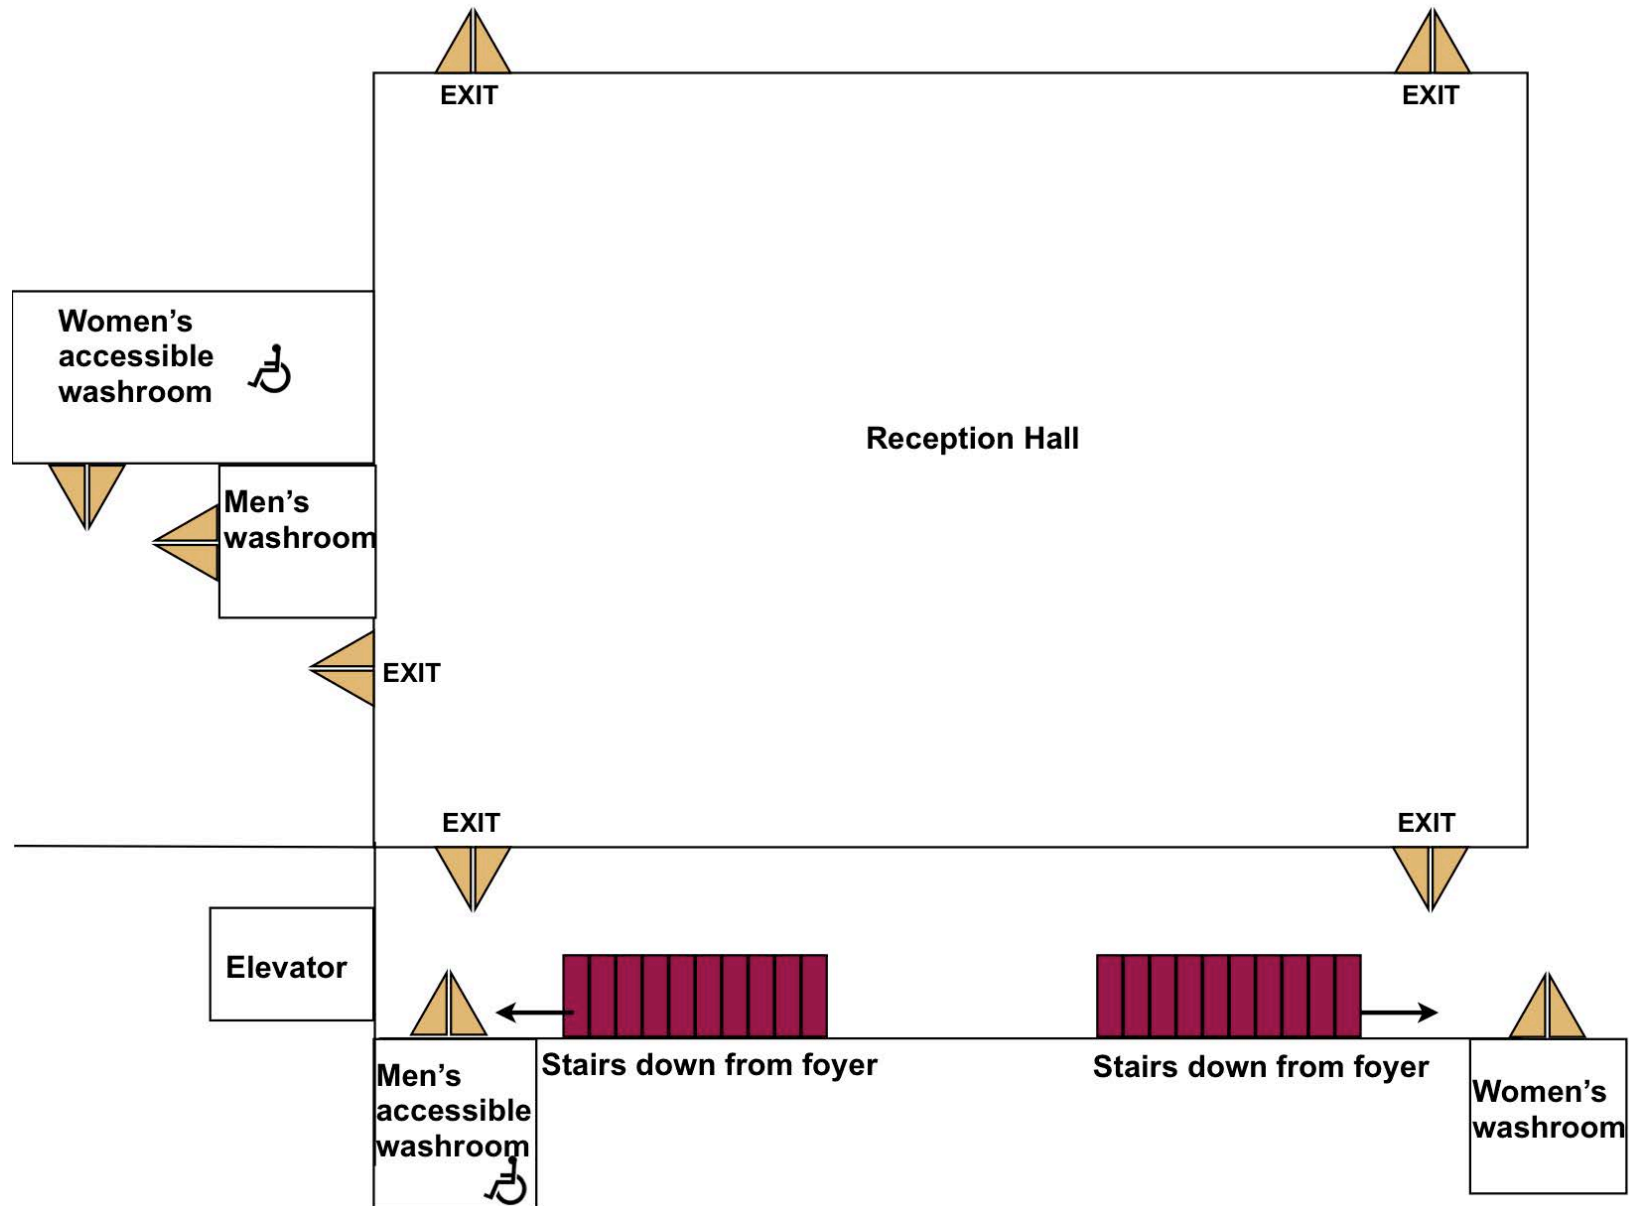 EXIT
EXIT
Women’s
accessible
washroom
Reception Hall
Men’s
washroom
EXIT
EXIT
EXIT
Elevator
Stairs down from foyer
Stairs down from foyer
Men’s
accessible
washroom
Women’s
washroom